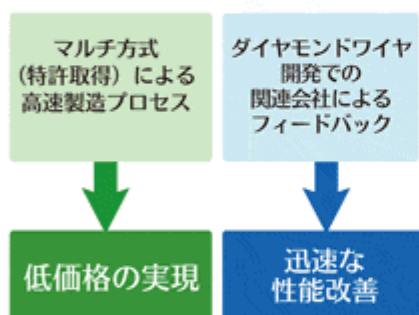 マルチ方式
（特許取得）による
高速製造プロセス
ダイヤモンドワイヤ
開発での
関連会社による
フィードバック
低価格の実現
迅速な
性能改善